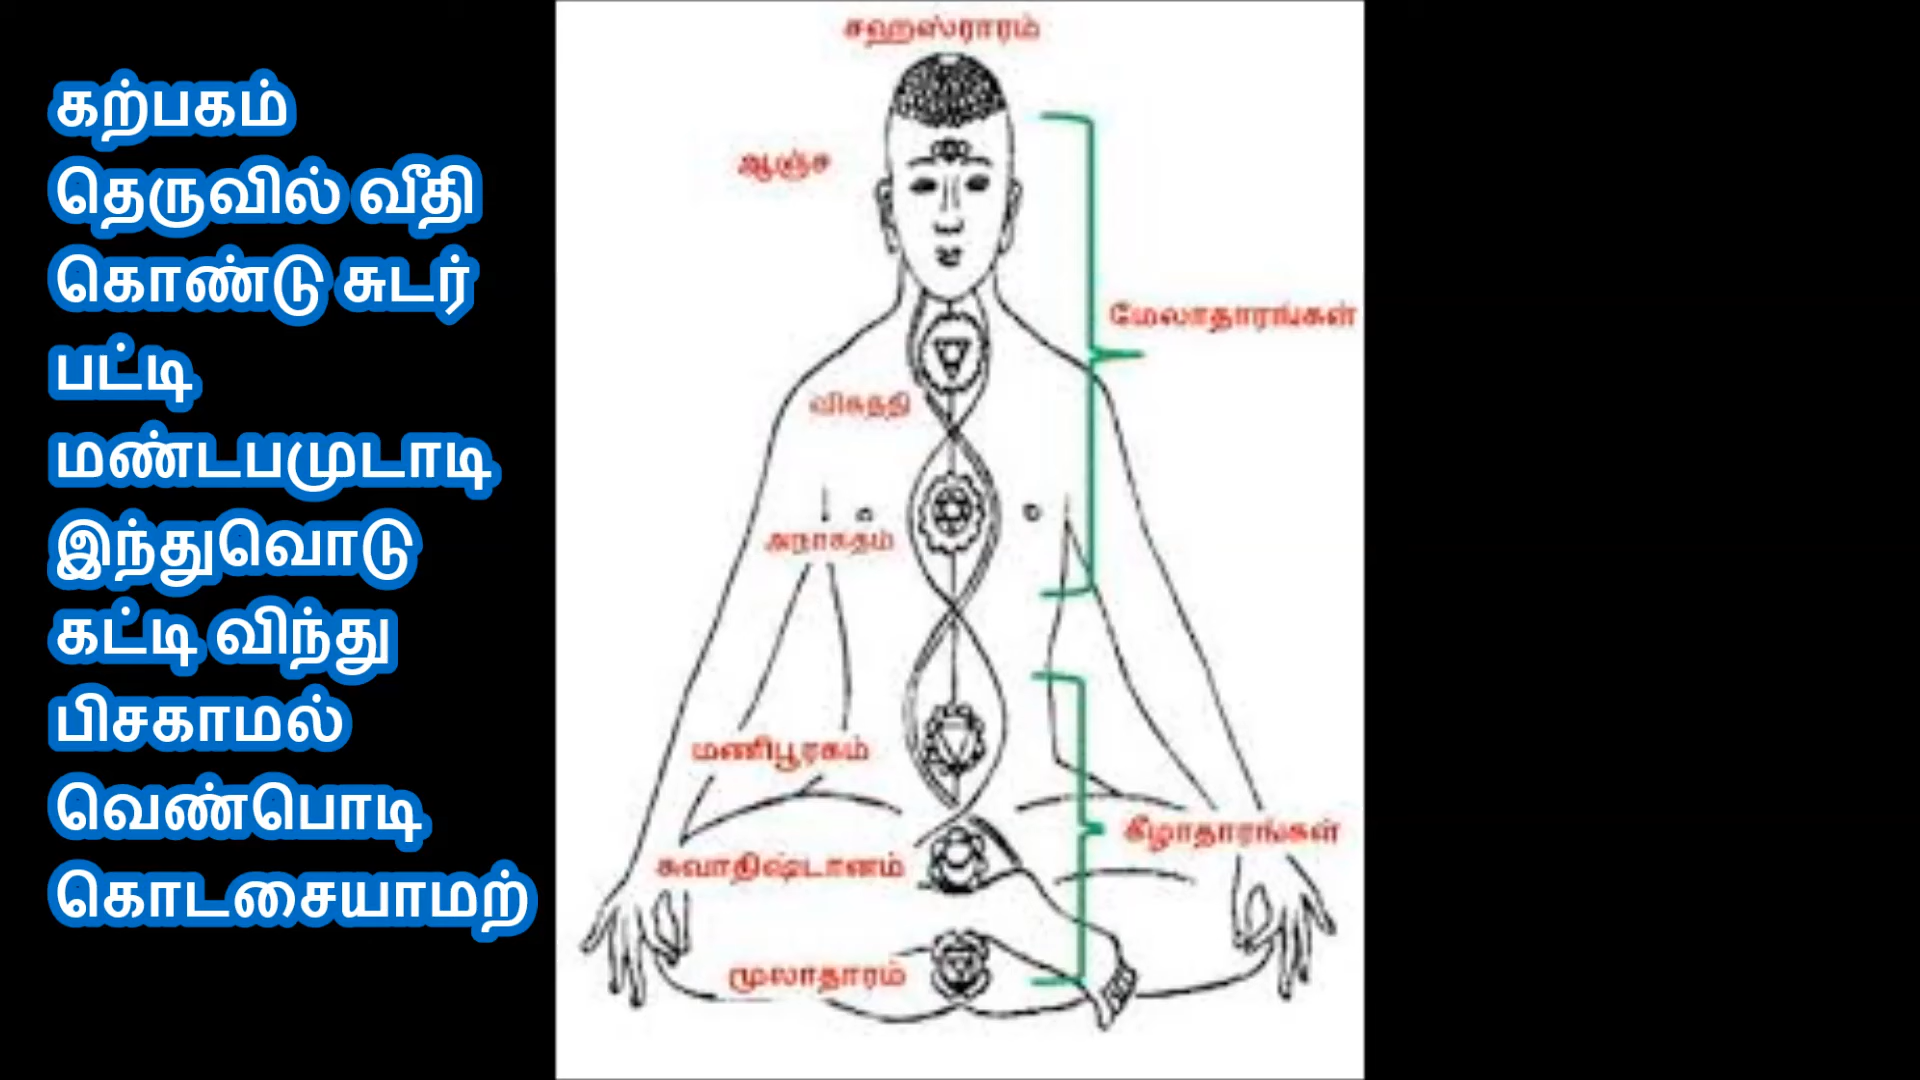 கற்பகம்
தெருவில் வீதி
கொண்டு சுடர்
பட்டி
மண்டபமுடாடி
இந்துவொடு
கட்டி விந்து
பிசகாமல்
வெண்பொடி
கொடசையாமற்
சஹஸ்ராரம்
ஆஞ்ச
மேலாதாரங்கள்
விசுத்தி
அநாகதம்
மணிபூரகம்
கீழாதாரங்கள்
சுவாதிஷ்டானம்
மூலாதாரம்